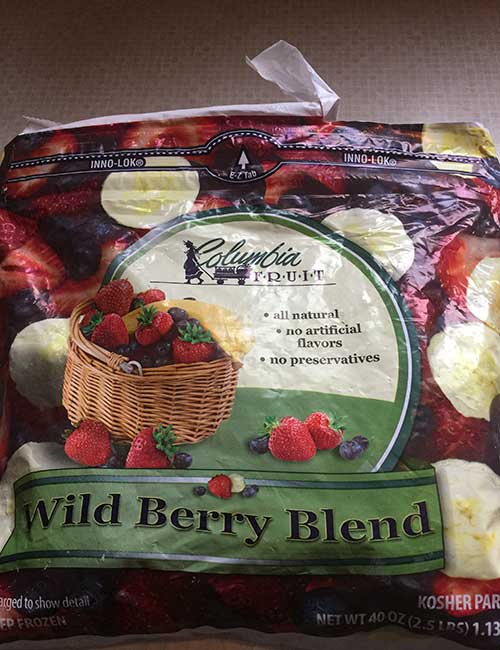 INNO-LOK® INNO-LOK®
E-Z Tab
Columbia
FRUIT
• all natural
• no artificial
flavors
• no preservatives
Wild Berry Blend
arged to show detail
EP FROZEN
KOSHER PAR
NET WT 40 OZ (2.5 LBS) 1.13